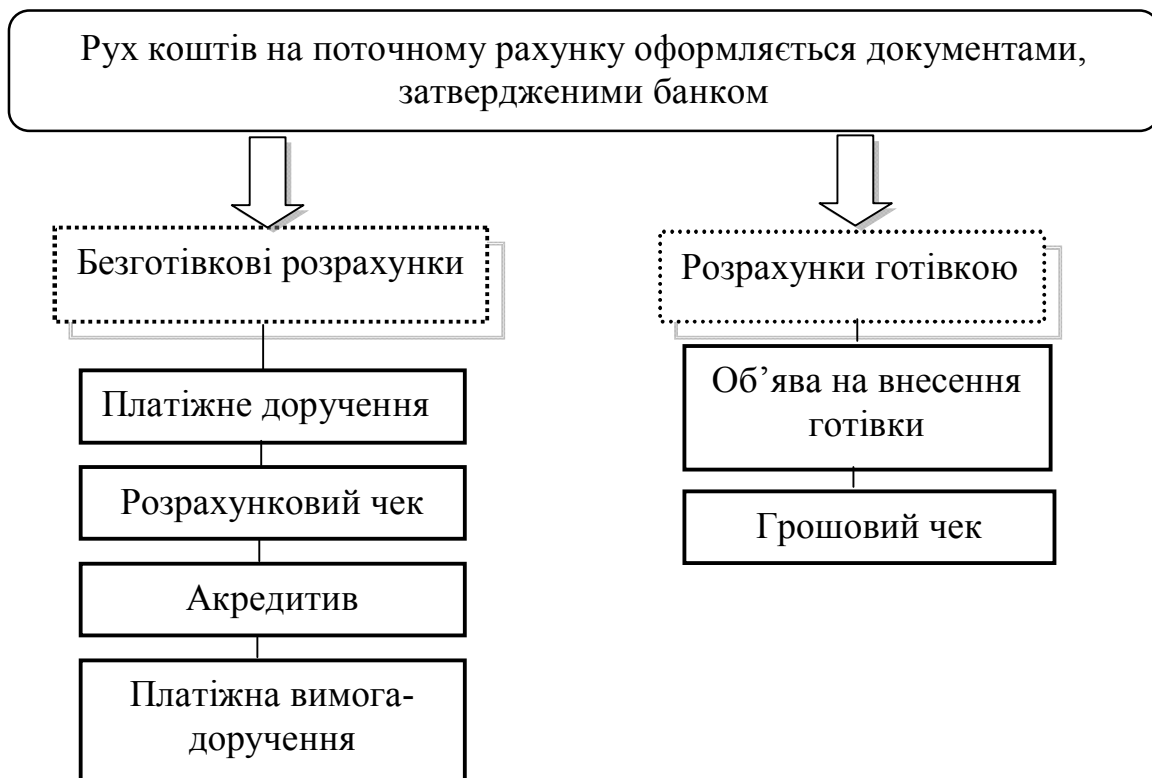 Рух коштів на поточному рахунку оформляється документами,
затвердженими банком
Безготівкові розрахунки
Платіжне доручення
Розрахунковий чек
Акредитив
Платіжна вимога-
доручення
Розрахунки готівкою
Об’ява на внесення
готівки
Грошовий чек